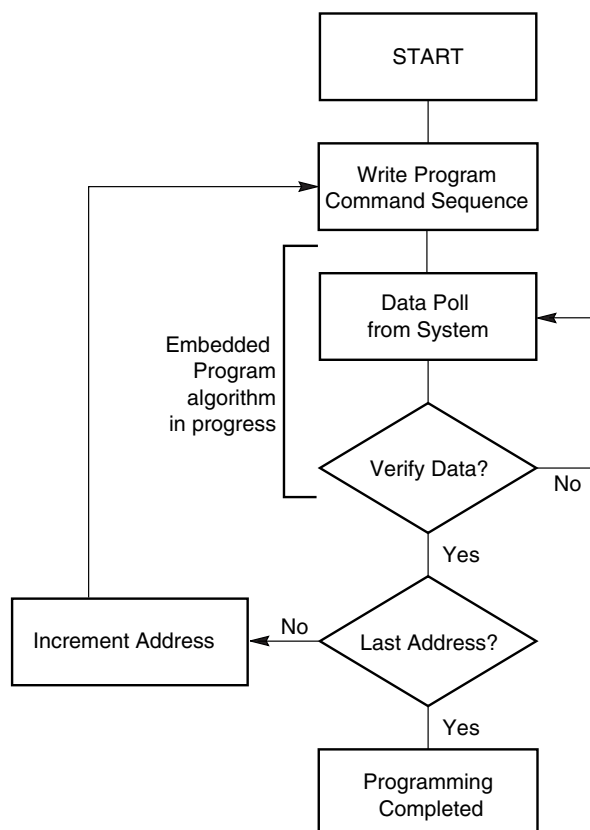 START
Write Program
Command Sequence
Data Poll
from System
Embedded
Program
algorithm
in progress
Verify Data?
No
Yes
Increment Address
No
Last Address?
Yes
Programming
Completed